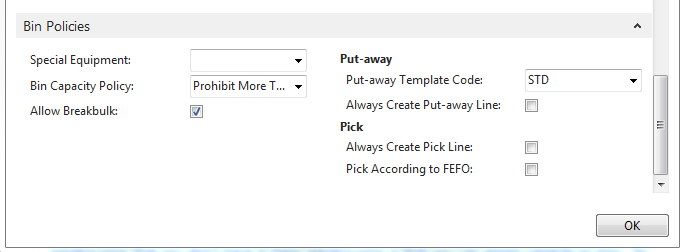 Bin Policies
Special Equipment:
Bin Capacity Policy: Prohibit More T...
Allow Breakbulk:
Put-away
Put-away Template Code: STD
Always Create Put-away Line:
Pick
Always Create Pick Line:
Pick According to FEFO:
OK